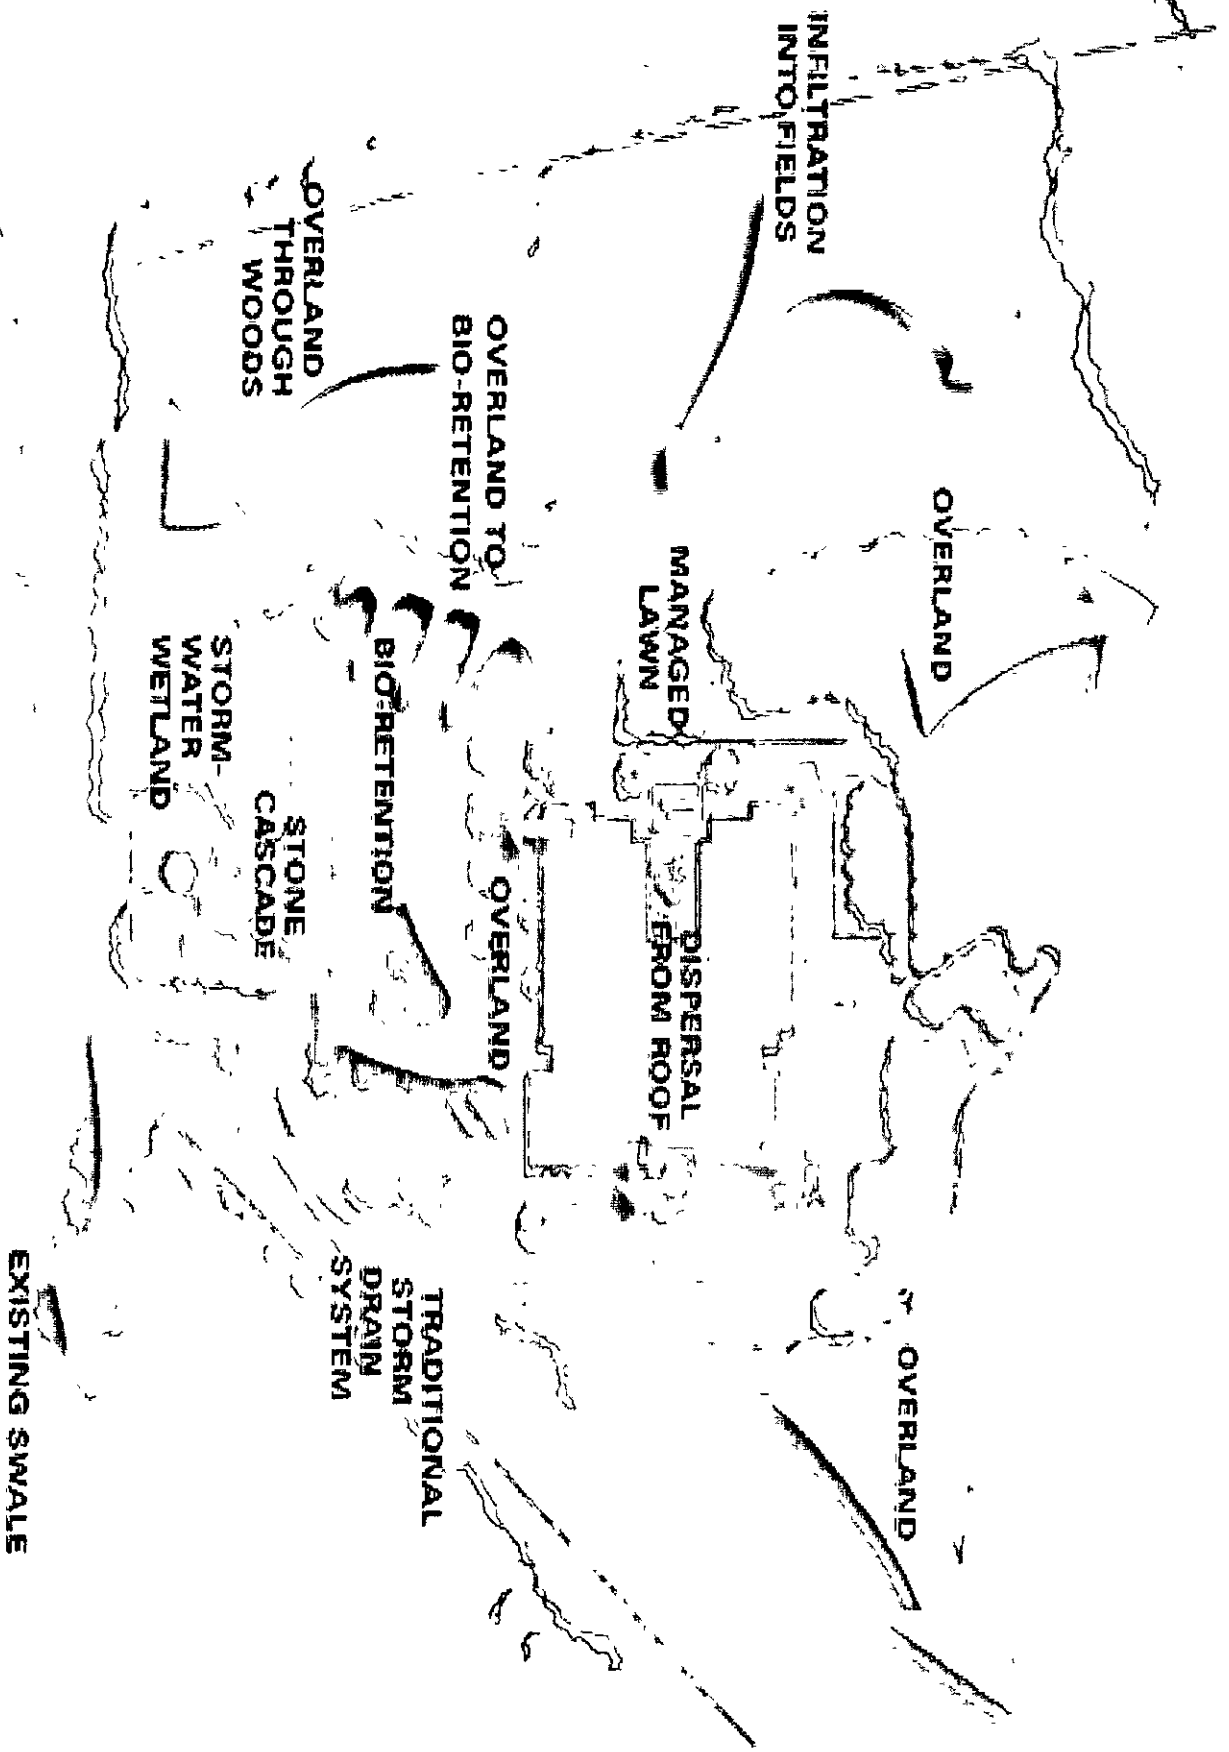 OVERLAND
OVERLAND
INFILTRATION
INTO FIELDS
MANAGED
LAWN
DISPERSAL
FROM ROOF
OVERLAND TO
BIO-RETENTION
OVERLAND
TRADITIONAL
STORM
DRAIN
SYSTEM
BIO-RETENTION
OVERLAND
THROUGH
WOODS
STONE
CASCADE
STORM-
WATER
WETLAND
EXISTING SWALE